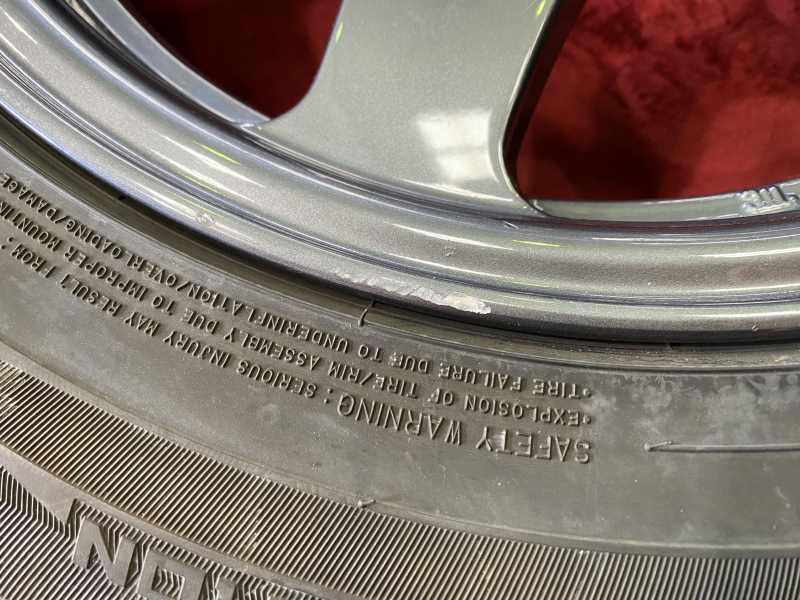 SAFETY WARNING: SERIOUS INJURY MAY RESULT FROM:
•EXPLOSION OF TIRE/RIM ASSEMBLY DUE TO IMPROPER MOUNTIN
•TIRE FAILURE DUE TO UNDERINFLATION/OVERLOADING/DAMAGE